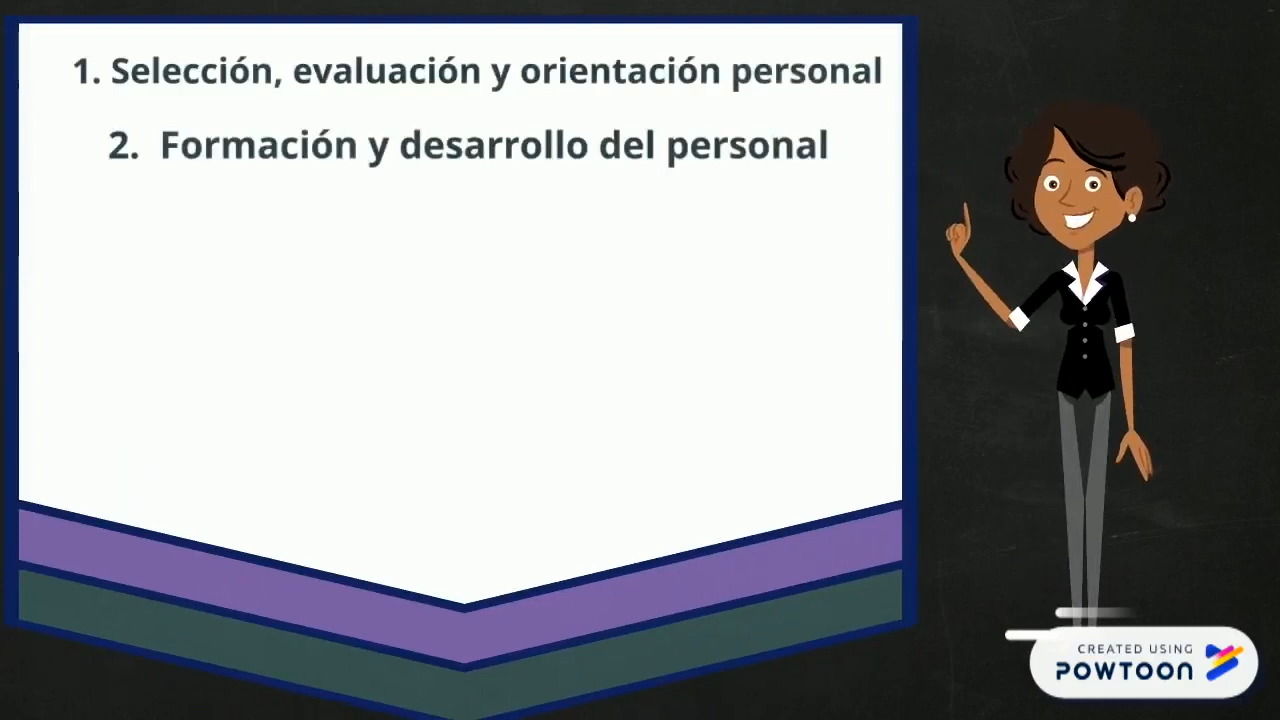 1. Selección, evaluación y orientación personal
2. Formación y desarrollo del personal
CREATED USING
POWTOON